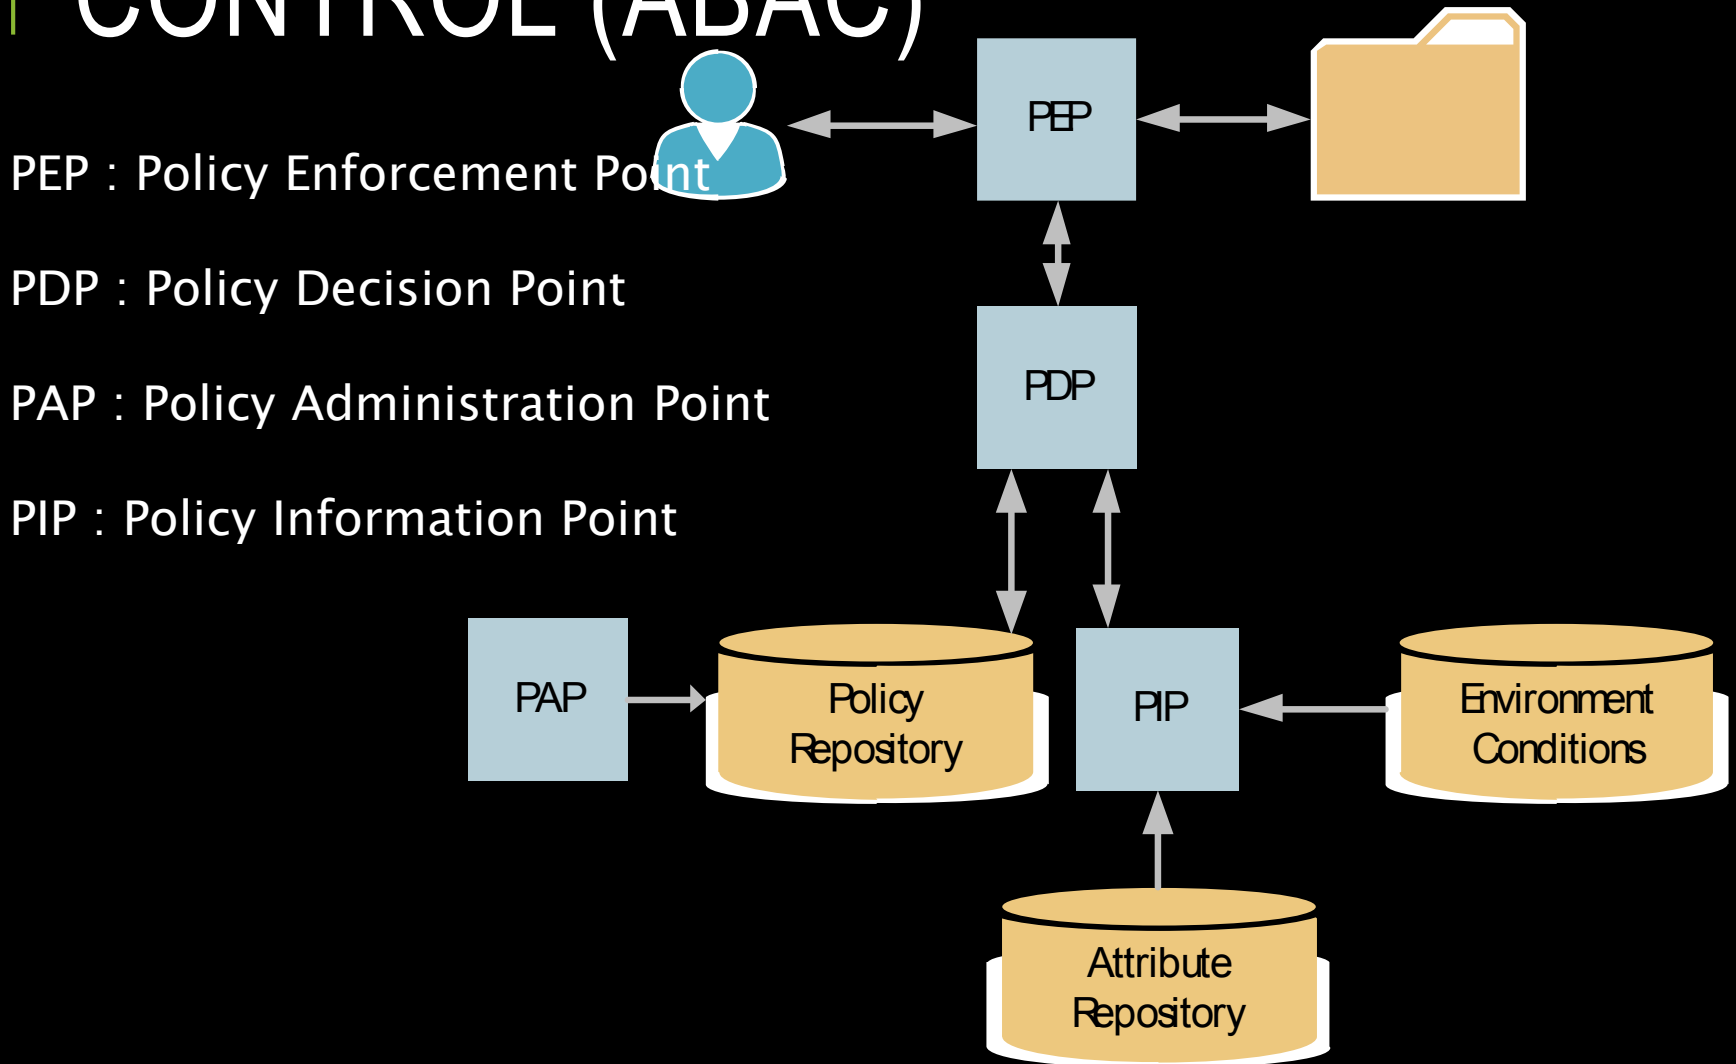 CONTROL (ABAC)
PEP : Policy Enforcement Point
PDP : Policy Decision Point
PAP : Policy Administration Point
PIP : Policy Information Point
PEP
PDP
PAP
Policy
Repository
PIP
Environment
Conditions
Attribute
Repository